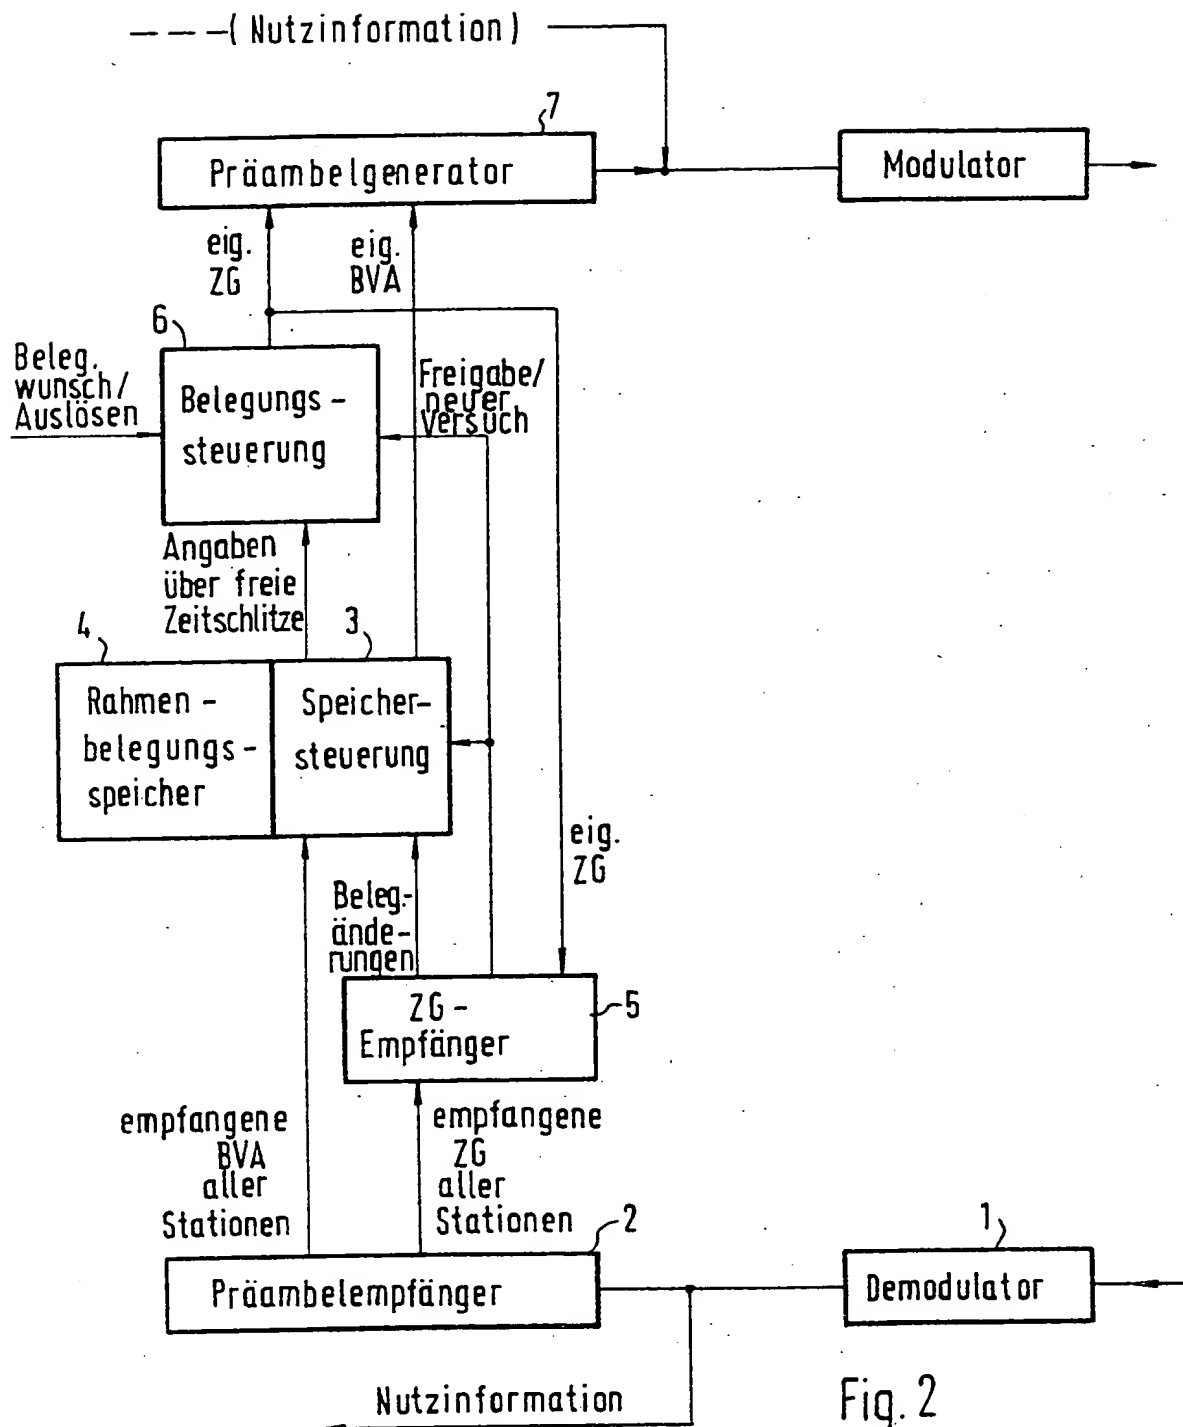 ---(Nutzinformation)
7
Präambelgenerator
Modulator
eig.
ZG
eig.
BVA
6
Beleg.
wunsch/
Auslösen
Belegungs-
steuerung
Freigabe/
neuer
Versuch
Angaben
über freie
Zeitschlitze
4
3
Rahmen-
belegungs-
speicher
Speicher-
steuerung
eig.
ZG
Beleg.-
ände-
rungen
ZG-
Empfänger
5
empfangene
BVA
aller
Stationen
empfangene
ZG
aller
Stationen
2
1
Präambelempfänger
Demodulator
Nutzinformation
Fig. 2